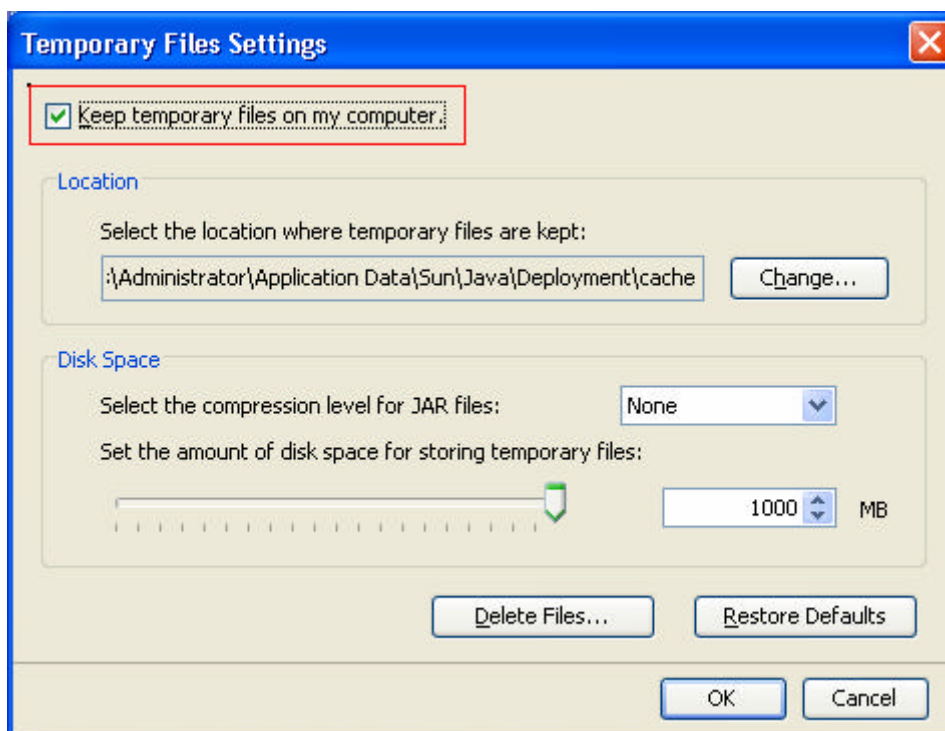 Temporary Files Settings
Keep temporary files on my computer.
Location
Select the location where temporary files are kept:
:\Administrator\Application Data\Sun\Java\Deployment\cache
Change...
Disk Space
Select the compression level for JAR files:
None
Set the amount of disk space for storing temporary files:
1000 MB
Delete Files...
Restore Defaults
OK
Cancel